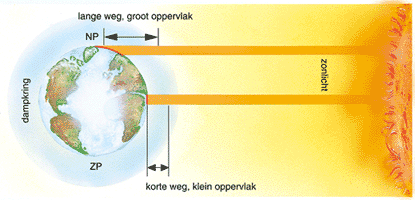 lange weg, groot oppervlak
NP
dampkring
zonlicht
ZP
korte weg, klein oppervlak